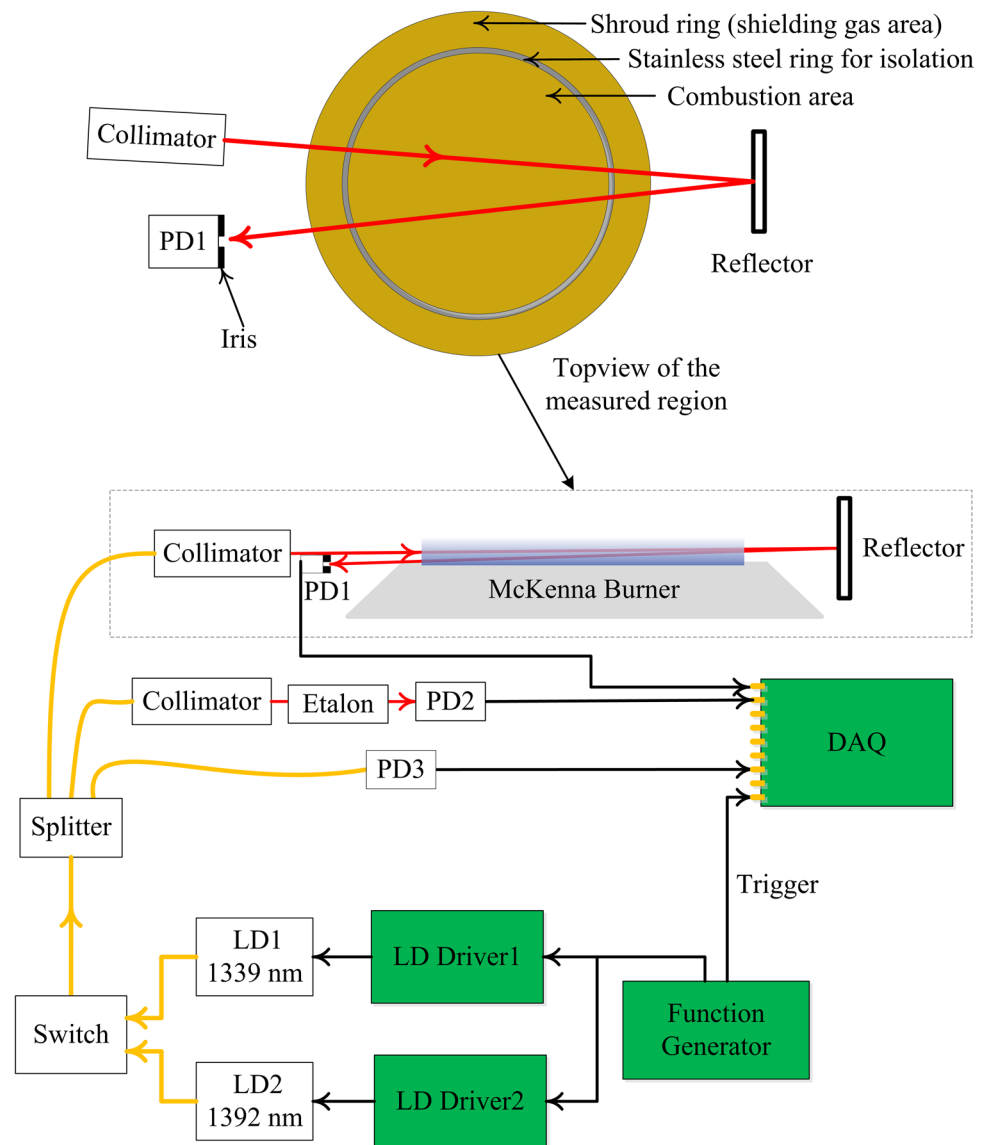 Shroud ring (shielding gas area)
Stainless steel ring for isolation
Combustion area
Collimator
PD1
Iris
Reflector
Topview of the
measured region
Collimator
PD1
McKenna Burner
Reflector
Collimator
Etalon
PD2
DAQ
PD3
Splitter
Trigger
LD1
1339 nm
LD Driver1
Function
Generator
Switch
LD2
1392 nm
LD Driver2